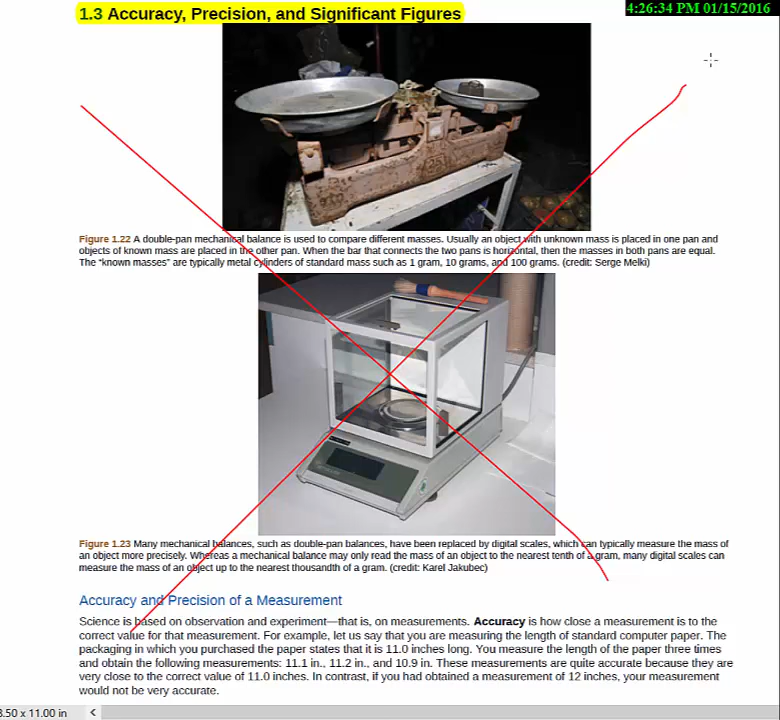 4:26:34 PM 01/15/2016
1.3 Accuracy, Precision, and Significant Figures
Figure 1.22 A double-pan mechanical balance is used to compare different masses. Usually an object with unknown mass is placed in one pan and
objects of known mass are placed in the other pan. When the bar that connects the two pans is horizontal, then the masses in both pans are equal.
The “known masses” are typically metal cylinders of standard mass such as 1 gram, 10 grams, and 100 grams. (credit: Serge Melki)
Figure 1.23 Many mechanical balances, such as double-pan balances, have been replaced by digital scales, which can typically measure the mass of
an object more precisely. Whereas a mechanical balance may only read the mass of an object to the nearest tenth of a gram, many digital scales can
measure the mass of an object up to the nearest thousandth of a gram. (credit: Karel Jakubec)
Accuracy and Precision of a Measurement
Science is based on observation and experiment—that is, on measurements. Accuracy is how close a measurement is to the
correct value for that measurement. For example, let us say that you are measuring the length of standard computer paper. The
packaging in which you purchased the paper states that it is 11.0 inches long. You measure the length of the paper three times
and obtain the following measurements: 11.1 in., 11.2 in., and 10.9 in. These measurements are quite accurate because they are
very close to the correct value of 11.0 inches. In contrast, if you had obtained a measurement of 12 inches, your measurement
would not be very accurate.
8.50 x 11.00 in